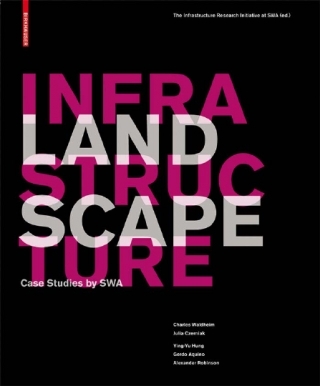 BIRKHÄUSER
The Infrastructure Research Initiative at SWA (ed.)
INFRA
LAND
STRUC
SCAPE
TURE
Case Studies by SWA
Charles Waldheim
Julia Czerniak
Ying-Yu Hung
Gerdo Aquino
Alexander Robinson